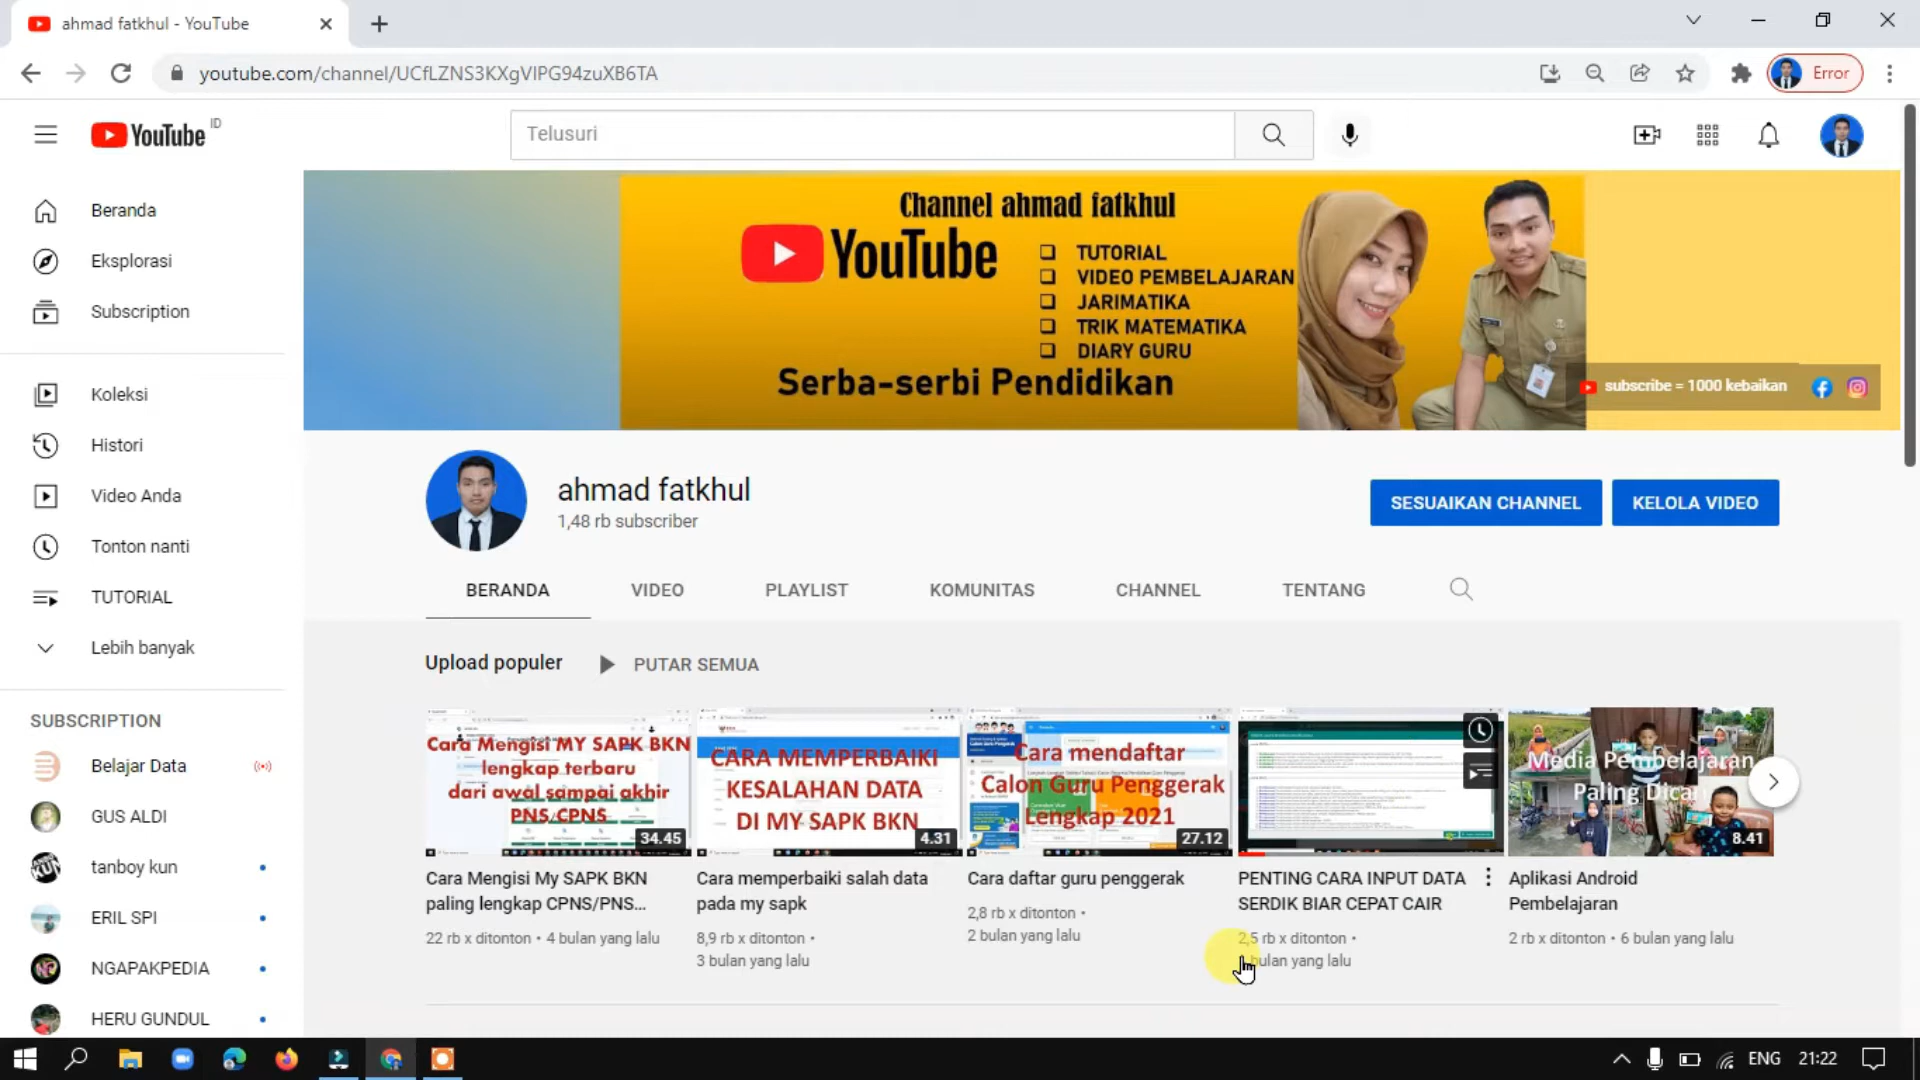 ahmad fatkhul - YouTube
youtube.com/channel/UCfLZNS3KXgVIPG94zuXB6TA
Error
YouTube ID
Telusuri
Beranda
Eksplorasi
Subscription
Koleksi
Histori
Video Anda
Tonton nanti
TUTORIAL
Lebih banyak
SUBSCRIPTION
Belajar Data
GUS ALDI
tanboy kun
ERIL SPI
NGAPAKPEDIA
HERU GUNDUL
Channel ahmad fatkhul
YouTube
TUTORIAL
VIDEO PEMBELAJARAN
JARIMATIKA
TRIK MATEMATIKA
DIARY GURU
Serba-serbi Pendidikan
subscribe = 1000 kebaikan
ahmad fatkhul
1,48 rb subscriber
SESUAIKAN CHANNEL
KELOLA VIDEO
BERANDA
VIDEO
PLAYLIST
KOMUNITAS
CHANNEL
TENTANG
Upload populer
PUTAR SEMUA
Cara Mengisi MY SAPK BKN
lengkap terbaru
dari awal sampai akhir
PNS/CPNS
34.45
Cara Mengisi My SAPK BKN
paling lengkap CPNS/PNS...
22 rb x ditonton • 4 bulan yang lalu
CARA MEMPERBAIKI
KESALAHAN DATA
DI MY SAPK BKN
4.31
Cara memperbaiki salah data
pada my sapk
8,9 rb x ditonton •
3 bulan yang lalu
Cara mendaftar
Calon Guru Penggerak
Lengkap 2021
27.12
Cara daftar guru penggerak
2,8 rb x ditonton •
2 bulan yang lalu
PENTING CARA INPUT DATA
SERDIK BIAR CEPAT CAIR
2,5 rb x ditonton •
bulan yang lalu
Media Pembelajaran
Paling Dicari
8.41
Aplikasi Android
Pembelajaran
2 rb x ditonton • 6 bulan yang lalu
ENG
21:22